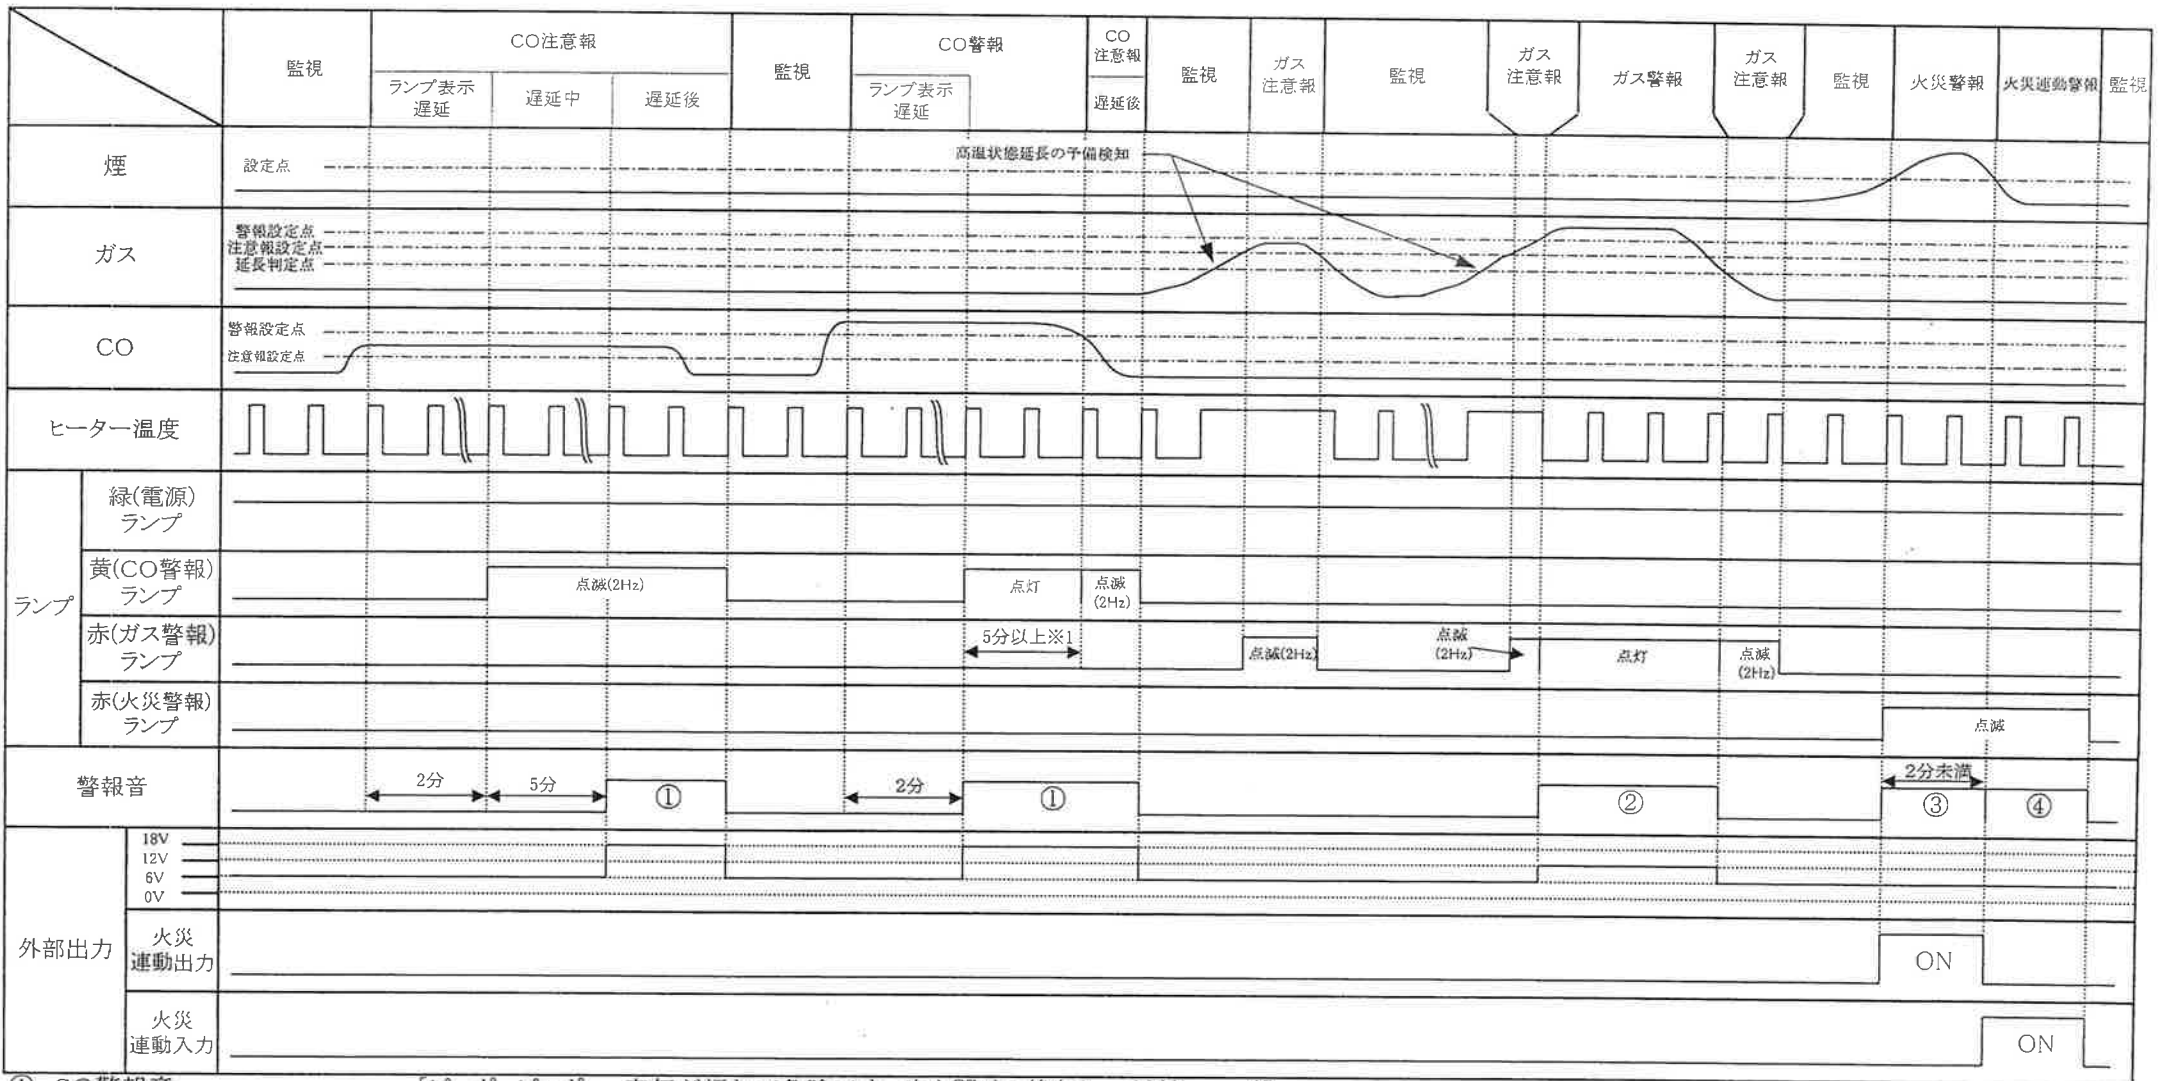 監視
CO注意報
ランプ表示
遅延
遅延中
遅延後
監視
CO警報
ランプ表示
遅延
CO
注意報
遅延後
監視
ガス
注意報
監視
ガス
注意報
ガス警報
ガス
注意報
監視
火災警報
火災連動警報
監視
煙
設定点
高温状態延長の予備検知
ガス
警報設定点
注意報設定点
延長判定点
CO
警報設定点
注意報設定点
ヒーター温度
ランプ
緑(電源)
ランプ
黄(CO警報)
ランプ
点滅(2Hz)
点灯
点滅
(2Hz)
赤(ガス警報)
ランプ
5分以上※1
点滅(2Hz)
点滅
(2Hz)
点灯
点滅
(2Hz)
赤(火災警報)
ランプ
点滅
警報音
2分
5分
①
2分
①
②
2分未満
③
④
外部出力
18V
12V
6V
0V
火災
連動出力
ON
火災
連動入力
ON